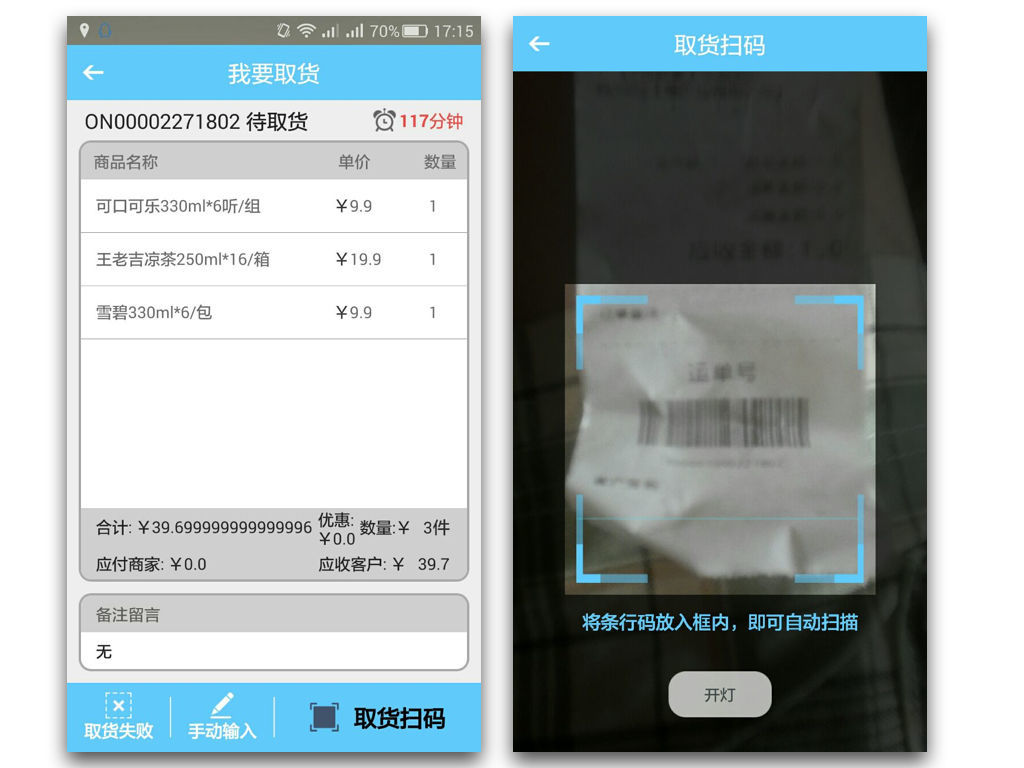 70% 17:15
我要取货
ON00002271802 待取货 117分钟
商品名称 单价 数量
可口可乐330ml*6听/组 ￥9.9 1
王老吉凉茶250ml*16/箱 ￥19.9 1
雪碧330ml*6/包 ￥9.9 1
合计: ￥39.699999999999996 优惠: ￥0.0 数量:￥ 3件
应付商家: ￥0.0 应收客户: ￥ 39.7
备注留言
无
取货失败 手动输入 取货扫码
取货扫码
运单号
将条行码放入框内，即可自动扫描
开灯